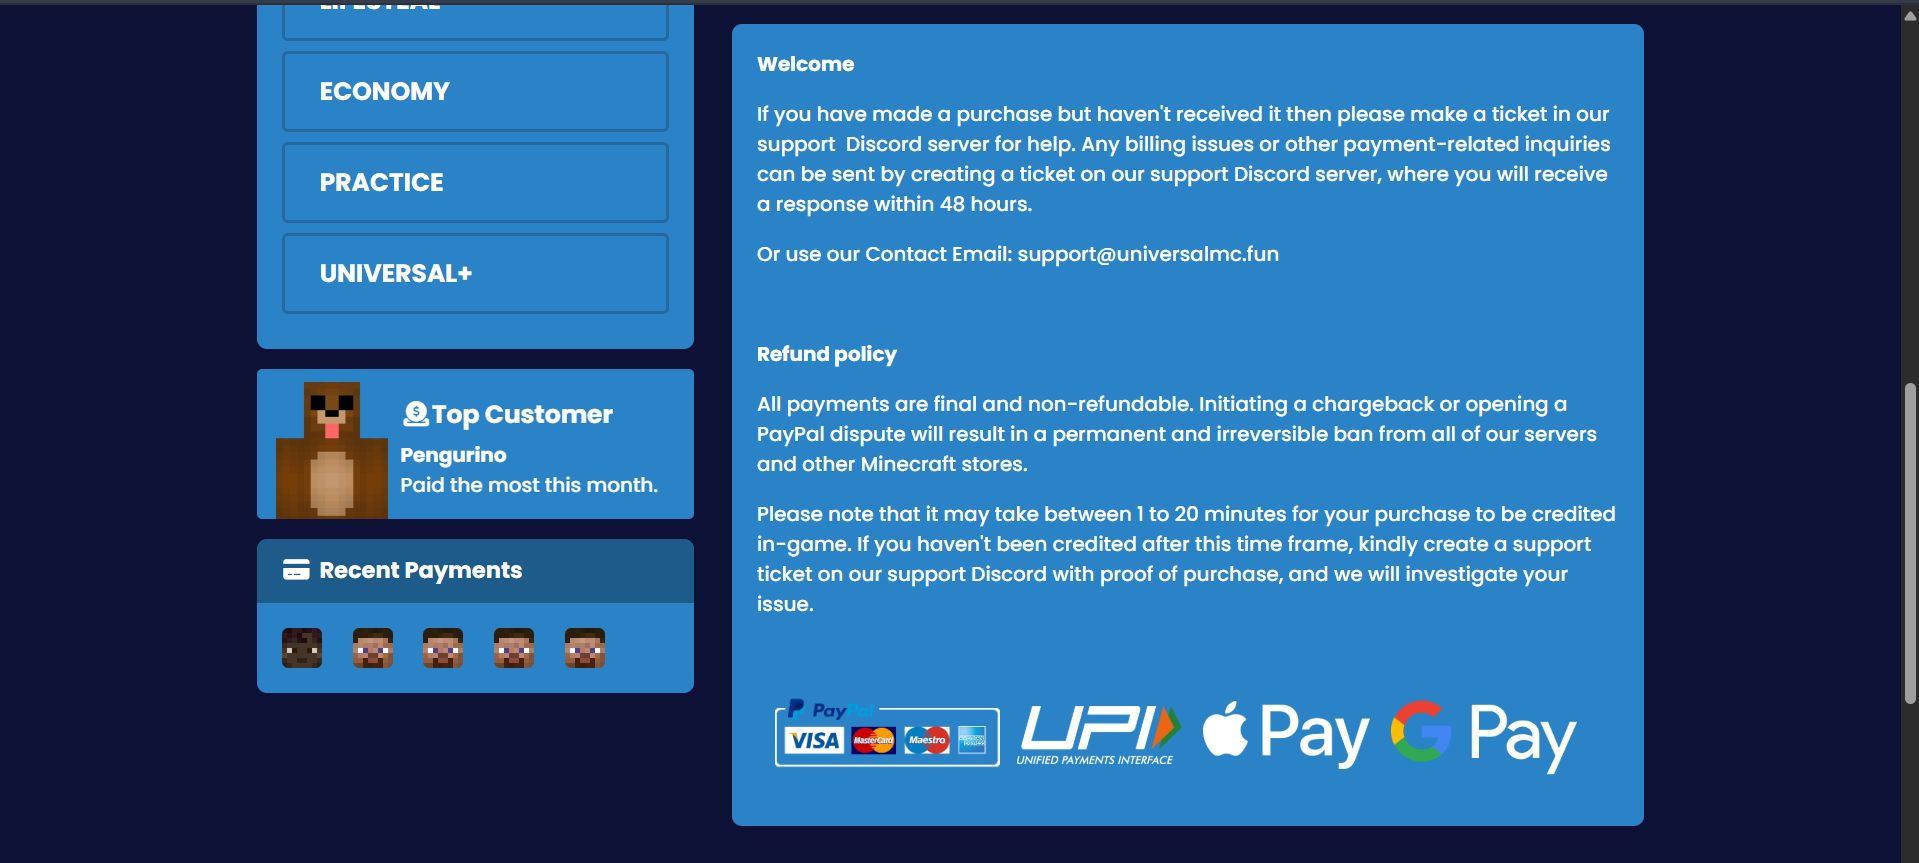 LIFESTEAL
ECONOMY
PRACTICE
UNIVERSAL+
Top Customer
Pengurino
Paid the most this month.
Recent Payments
Welcome
If you have made a purchase but haven't received it then please make a ticket in our
support  Discord server for help. Any billing issues or other payment-related inquiries
can be sent by creating a ticket on our support Discord server, where you will receive
a response within 48 hours.
Or use our Contact Email: support@universalmc.fun
Refund policy
All payments are final and non-refundable. Initiating a chargeback or opening a
PayPal dispute will result in a permanent and irreversible ban from all of our servers
and other Minecraft stores.
Please note that it may take between 1 to 20 minutes for your purchase to be credited
in-game. If you haven't been credited after this time frame, kindly create a support
ticket on our support Discord with proof of purchase, and we will investigate your
issue.
PayPal
VISA MasterCard Maestro AMERICAN EXPRESS
UPI
UNIFIED PAYMENTS INTERFACE
Pay
G Pay